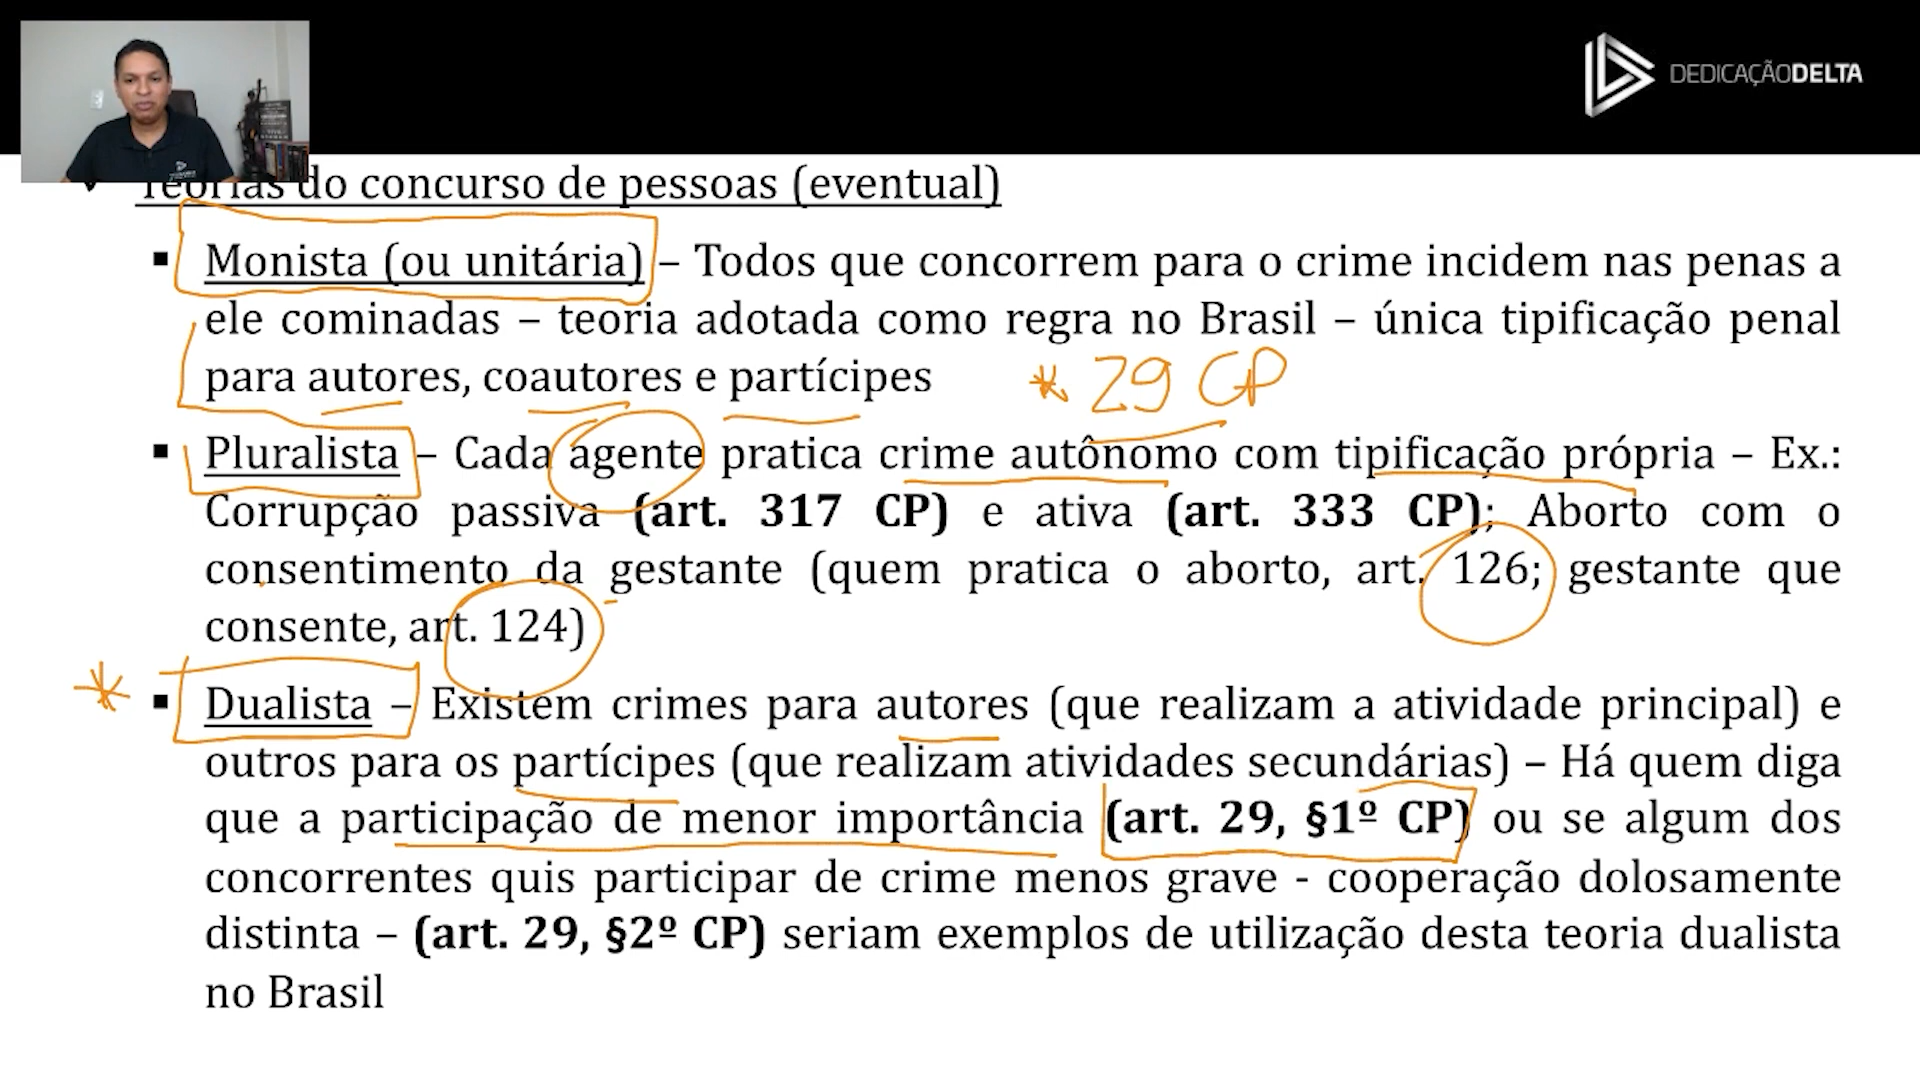 DEDICAÇÃODELTA
Teorias do concurso de pessoas (eventual)
▪ Monista (ou unitária) – Todos que concorrem para o crime incidem nas penas a
ele cominadas – teoria adotada como regra no Brasil – única tipificação penal
para autores, coautores e partícipes * 29 CP
▪ Pluralista – Cada agente pratica crime autônomo com tipificação própria – Ex.:
Corrupção passiva (art. 317 CP) e ativa (art. 333 CP); Aborto com o
consentimento da gestante (quem pratica o aborto, art. 126; gestante que
consente, art. 124)
* ▪ Dualista – Existem crimes para autores (que realizam a atividade principal) e
outros para os partícipes (que realizam atividades secundárias) – Há quem diga
que a participação de menor importância (art. 29, §1º CP) ou se algum dos
concorrentes quis participar de crime menos grave - cooperação dolosamente
distinta – (art. 29, §2º CP) seriam exemplos de utilização desta teoria dualista
no Brasil